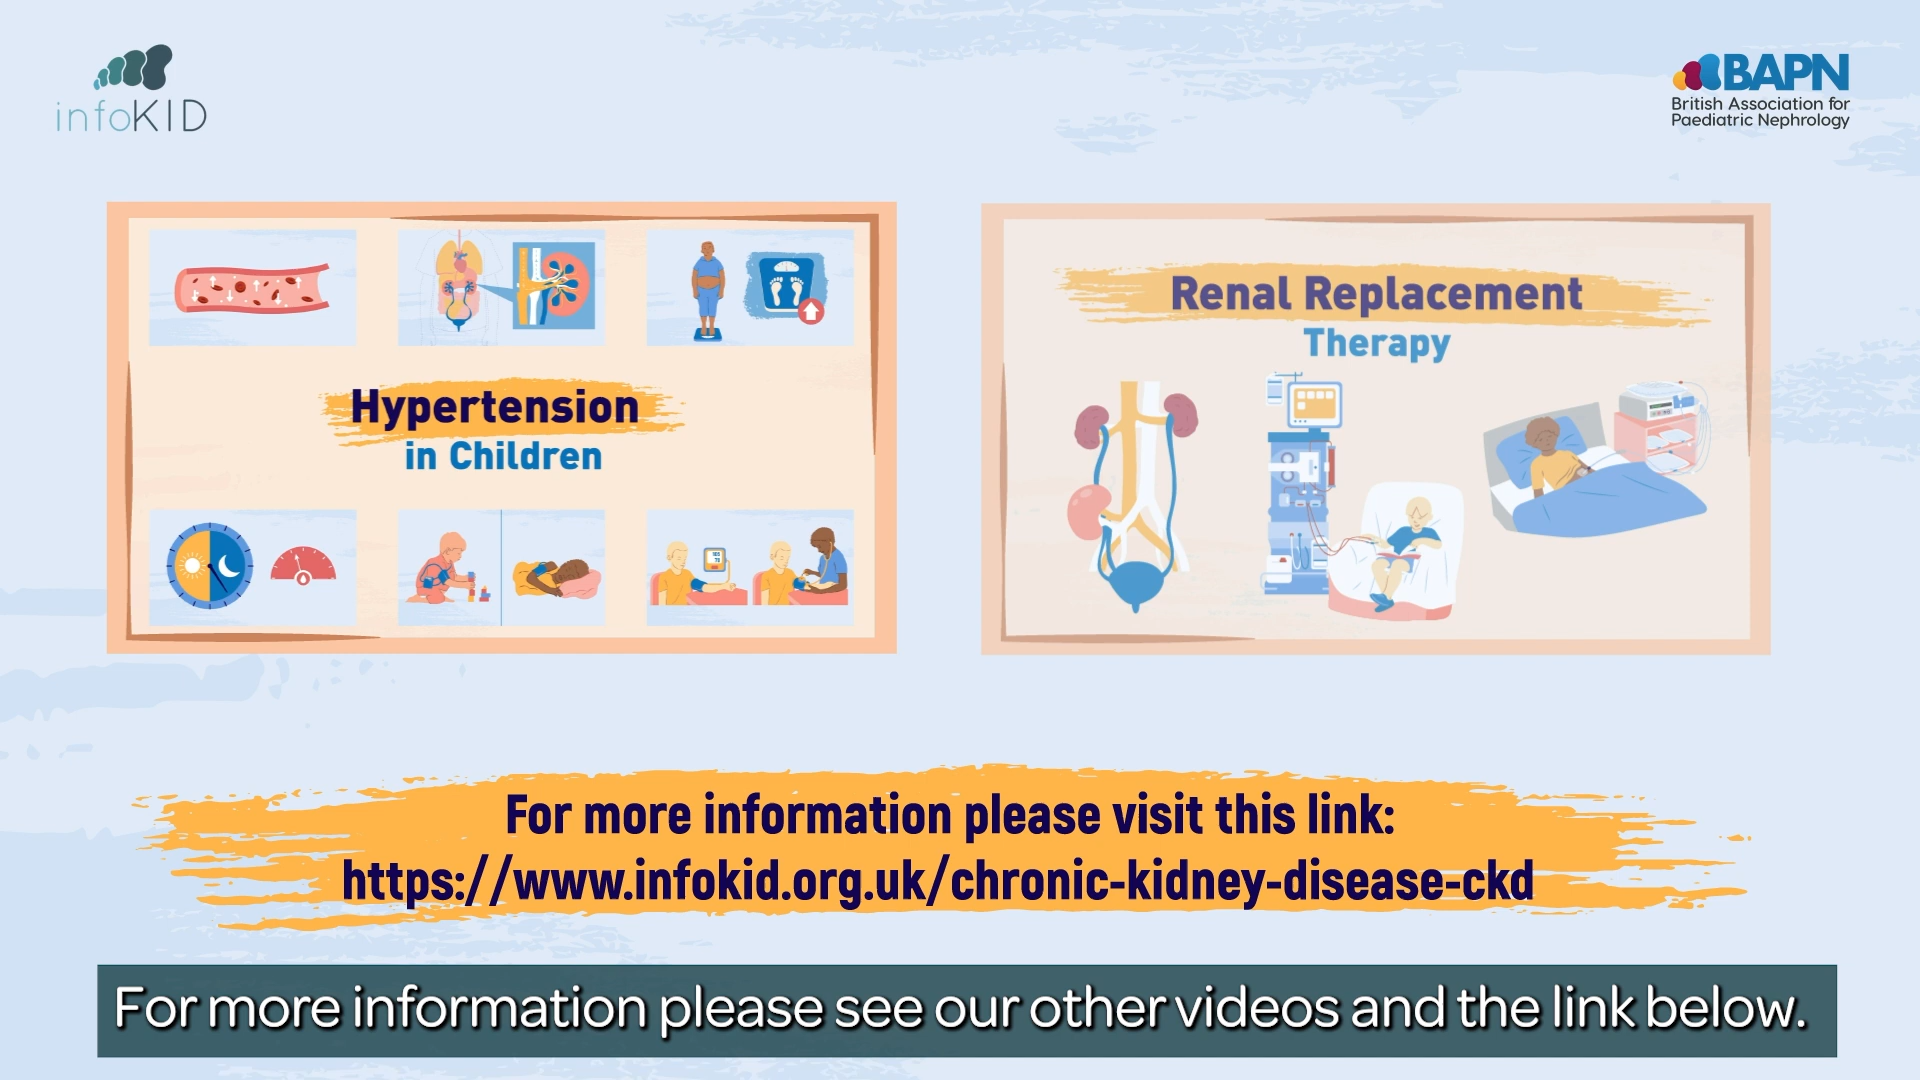 infoKID
BAPN
British Association for
Paediatric Nephrology
Hypertension
in Children
Renal Replacement
Therapy
For more information please visit this link:
https://www.infokid.org.uk/chronic-kidney-disease-ckd
For more information please see our other videos and the link below.